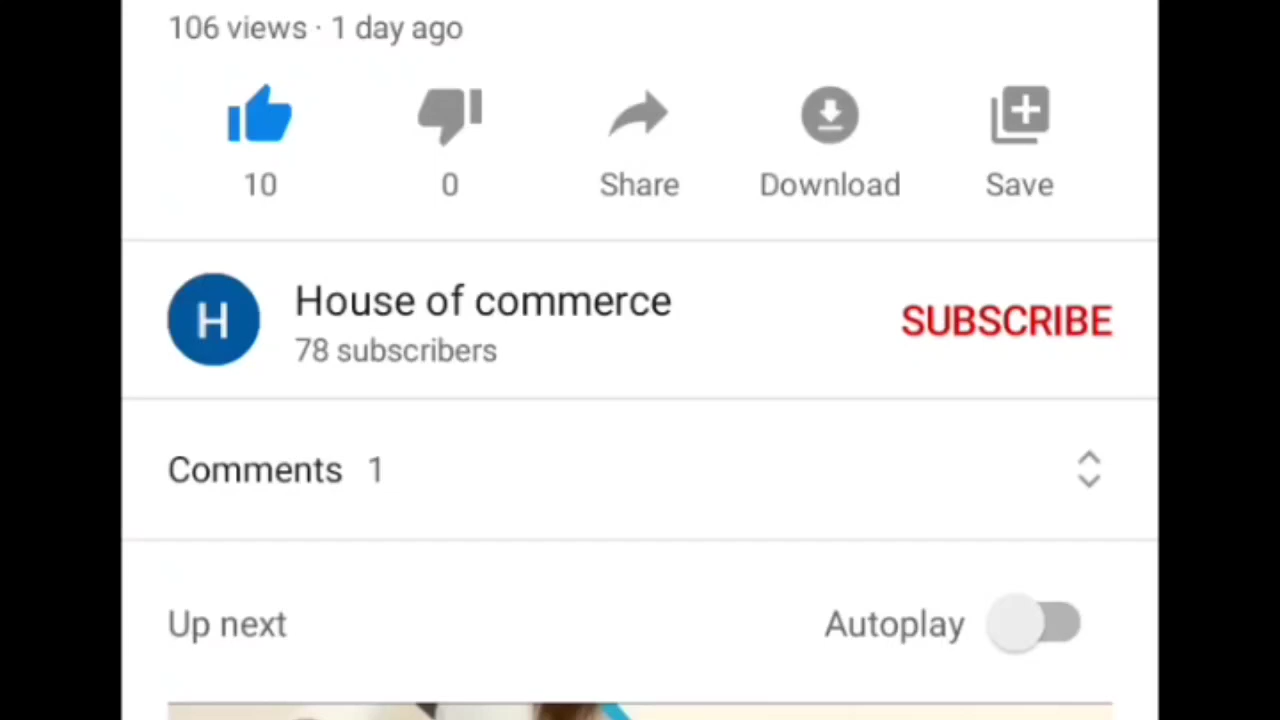 106 views · 1 day ago
10 0 Share Download Save
H
House of commerce
78 subscribers
SUBSCRIBE
Comments 1
Up next Autoplay